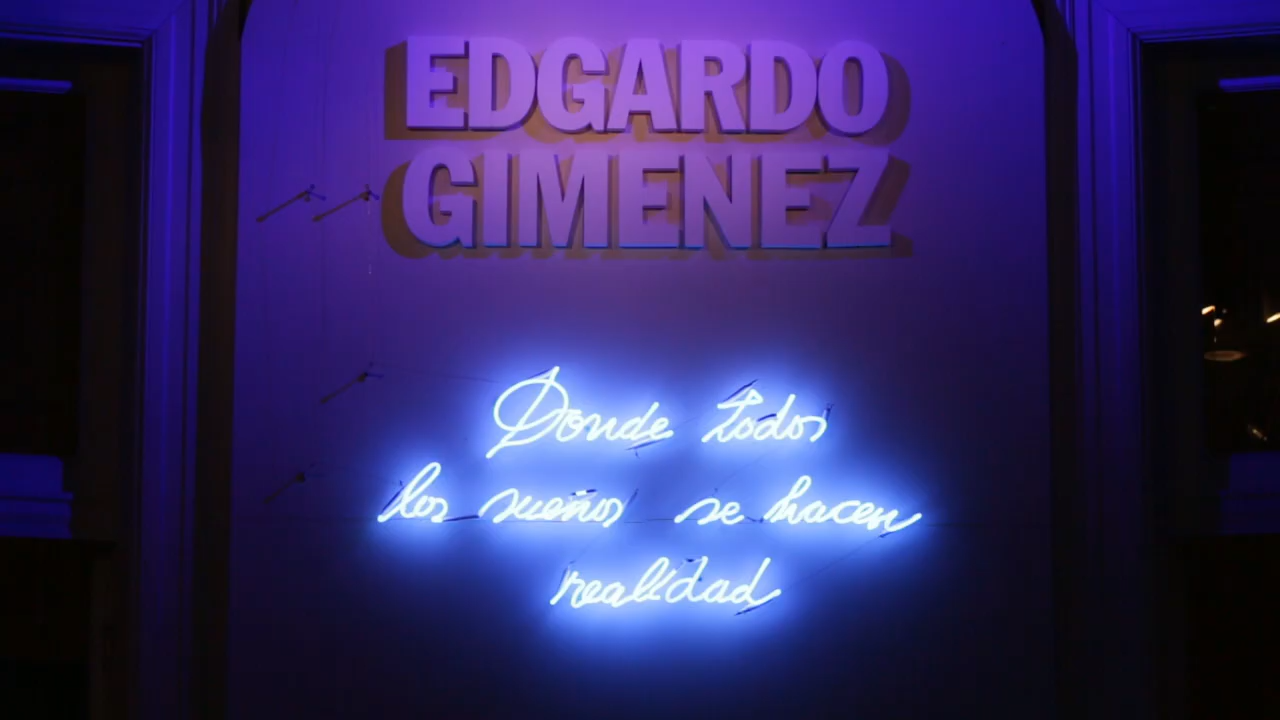 EDGARDO
GIMENEZ
Donde todos
los sueños se hacen
realidad